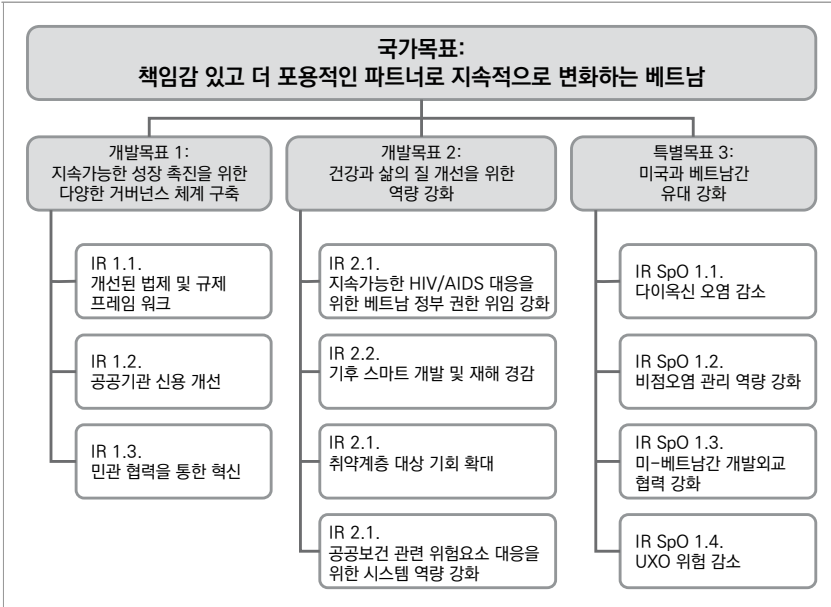 국가목표:
책임감 있고 더 포용적인 파트너로 지속적으로 변화하는 베트남
개발목표 1:
지속가능한 성장 촉진을 위한
다양한 거버넌스 체계 구축
IR 1.1.
개선된 법제 및 규제
프레임 워크
IR 1.2.
공공기관 신용 개선
IR 1.3.
민관 협력을 통한 혁신
개발목표 2:
건강과 삶의 질 개선을 위한
역량 강화
IR 2.1.
지속가능한 HIV/AIDS 대응을
위한 베트남 정부 권한 위임 강화
IR 2.2.
기후 스마트 개발 및 재해 경감
IR 2.1.
취약계층 대상 기회 확대
IR 2.1.
공공보건 관련 위험요소 대응을
위한 시스템 역량 강화
특별목표 3:
미국과 베트남간
유대 강화
IR SpO 1.1.
다이옥신 오염 감소
IR SpO 1.2.
비점오염 관리 역량 강화
IR SpO 1.3.
미-베트남간 개발외교
협력 강화
IR SpO 1.4.
UXO 위험 감소